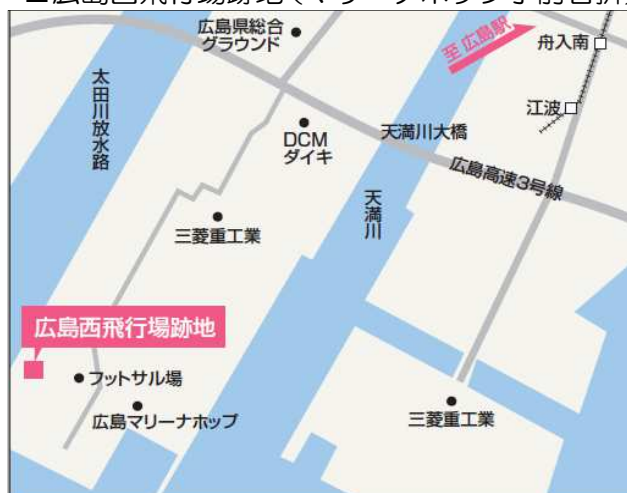 広島県総合
グラウンド
至 広島駅
舟入南
太田川放水路
江波
DCM
ダイキ
天満川大橋
広島高速3号線
三菱重工業
天満川
広島西飛行場跡地
フットサル場
広島マリーナホップ
三菱重工業